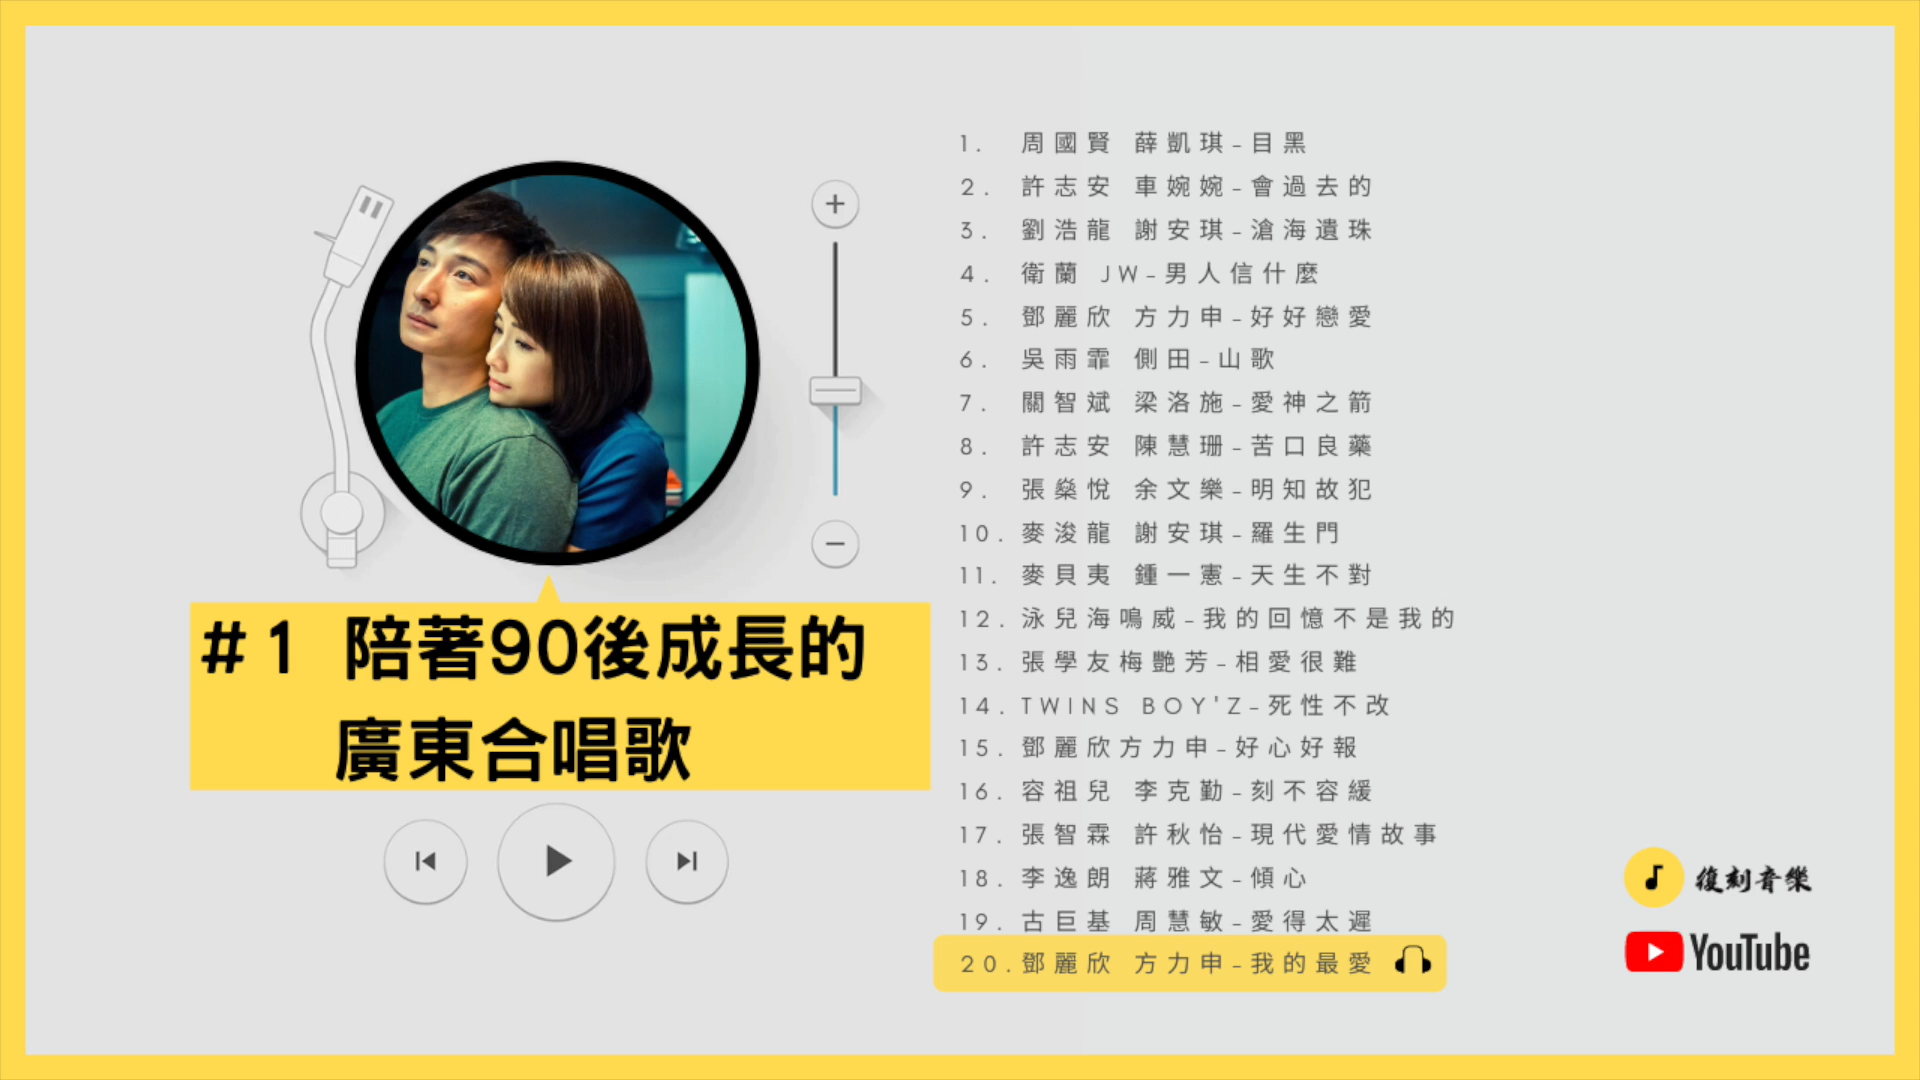 #1 陪著90後成長的
廣東合唱歌
1. 周國賢 薛凱琪-目黑
2. 許志安 車婉婉-會過去的
3. 劉浩龍 謝安琪-滄海遺珠
4. 衛蘭 JW-男人信什麼
5. 鄧麗欣 方力申-好好戀愛
6. 吳雨霏 側田-山歌
7. 關智斌 梁洛施-愛神之箭
8. 許志安 陳慧珊-苦口良藥
9. 張燊悅 余文樂-明知故犯
10. 麥浚龍 謝安琪-羅生門
11. 麥貝夷 鍾一憲-天生不對
12. 泳兒海鳴威-我的回憶不是我的
13. 張學友梅艷芳-相愛很難
14. TWINS BOY'Z-死性不改
15. 鄧麗欣方力申-好心好報
16. 容祖兒 李克勤-刻不容緩
17. 張智霖 許秋怡-現代愛情故事
18. 李逸朗 蔣雅文-傾心
19. 古巨基 周慧敏-愛得太遲
20. 鄧麗欣 方力申-我的最愛
復刻音樂
YouTube